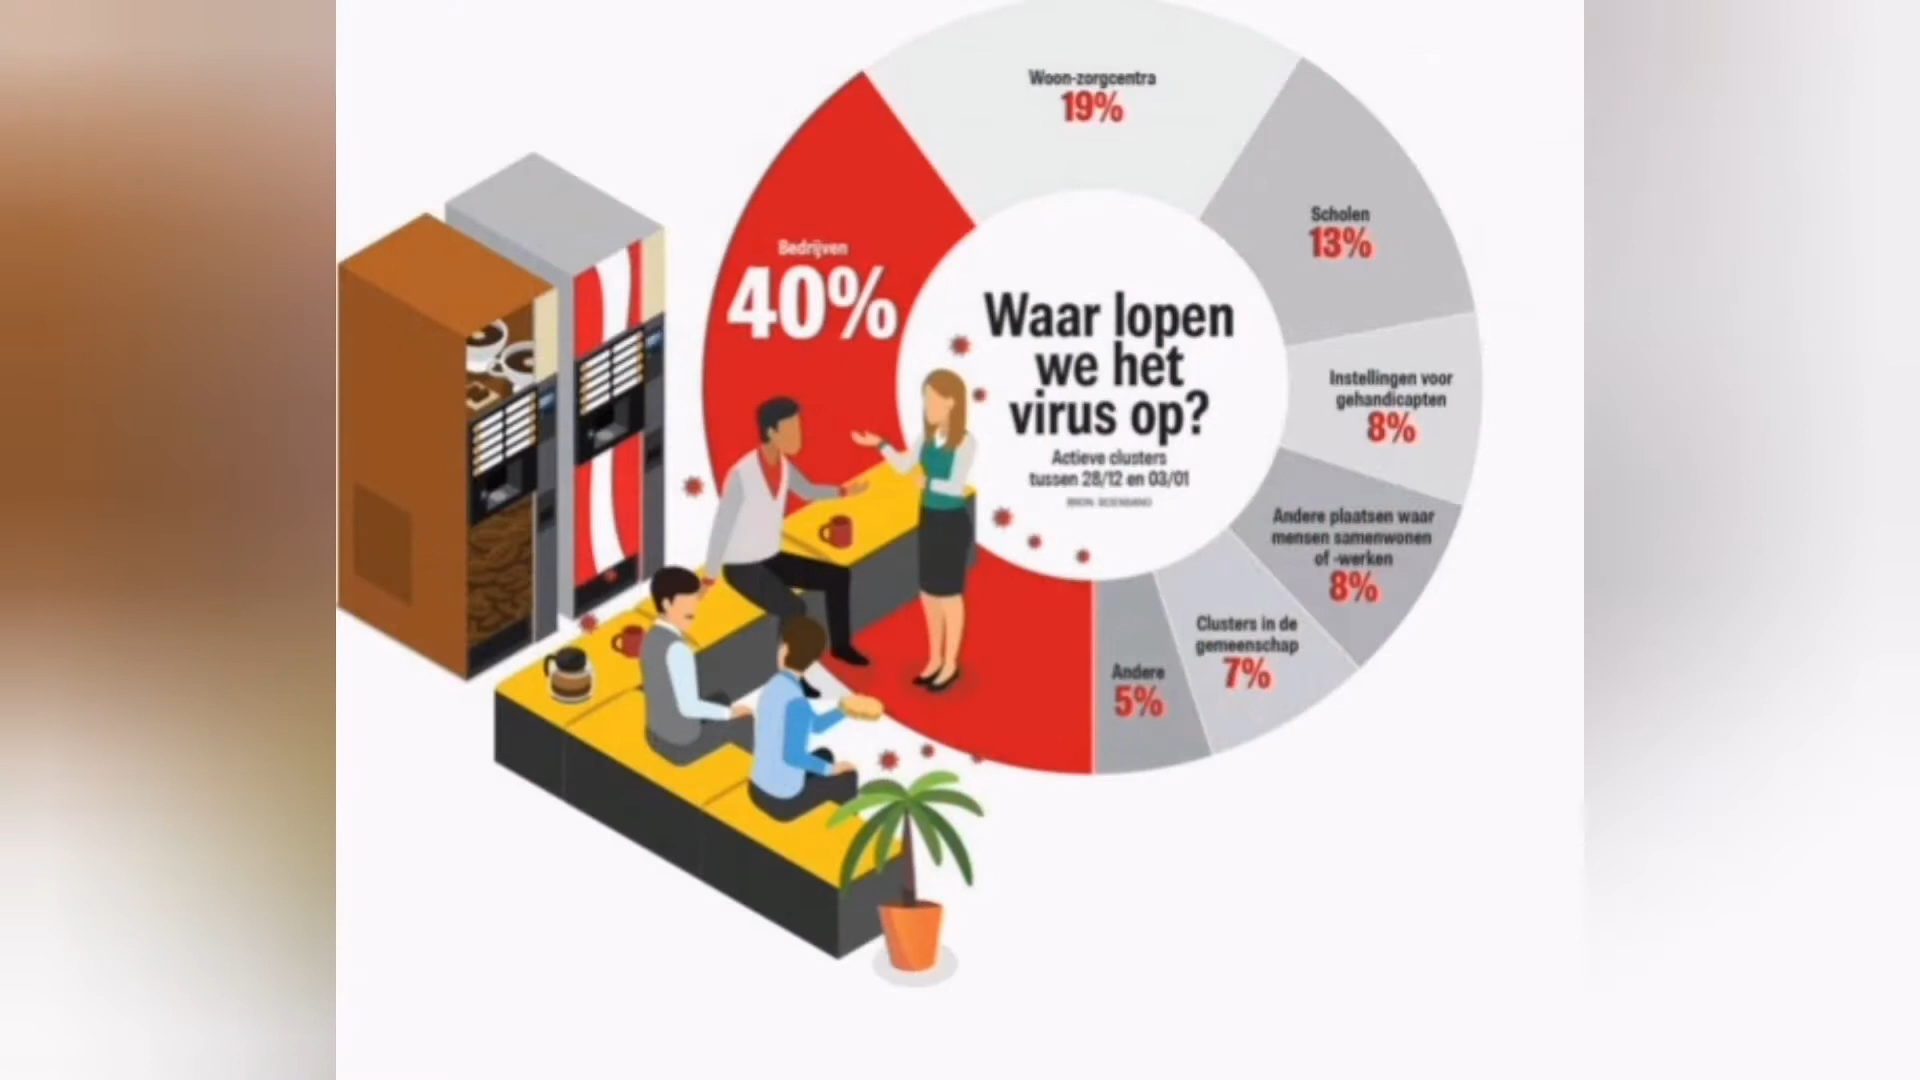 Waar lopen
we het
virus op?
Actieve clusters
tussen 28/12 en 03/01
Bedrijven
40%
Woon-zorgcentra
19%
Scholen
13%
Instellingen voor
gehandicapten
8%
Andere plaatsen waar
mensen samenwonen
of -werken
8%
Clusters in de
gemeenschap
7%
Andere
5%